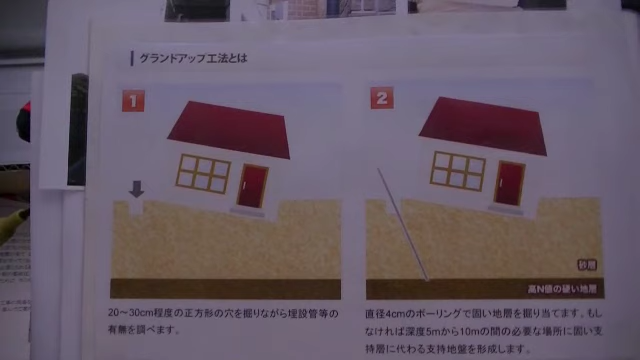 グランドアップ工法とは
1
2
砂層
高N値の硬い地層
20～30cm程度の正方形の穴を掘りながら埋設管等の
有無を調べます。
直径4cmのボーリングで固い地層を掘り当てます。もし
なければ深度5mから10mの間の必要な場所に固い支
持層に代わる支持地盤を形成します。